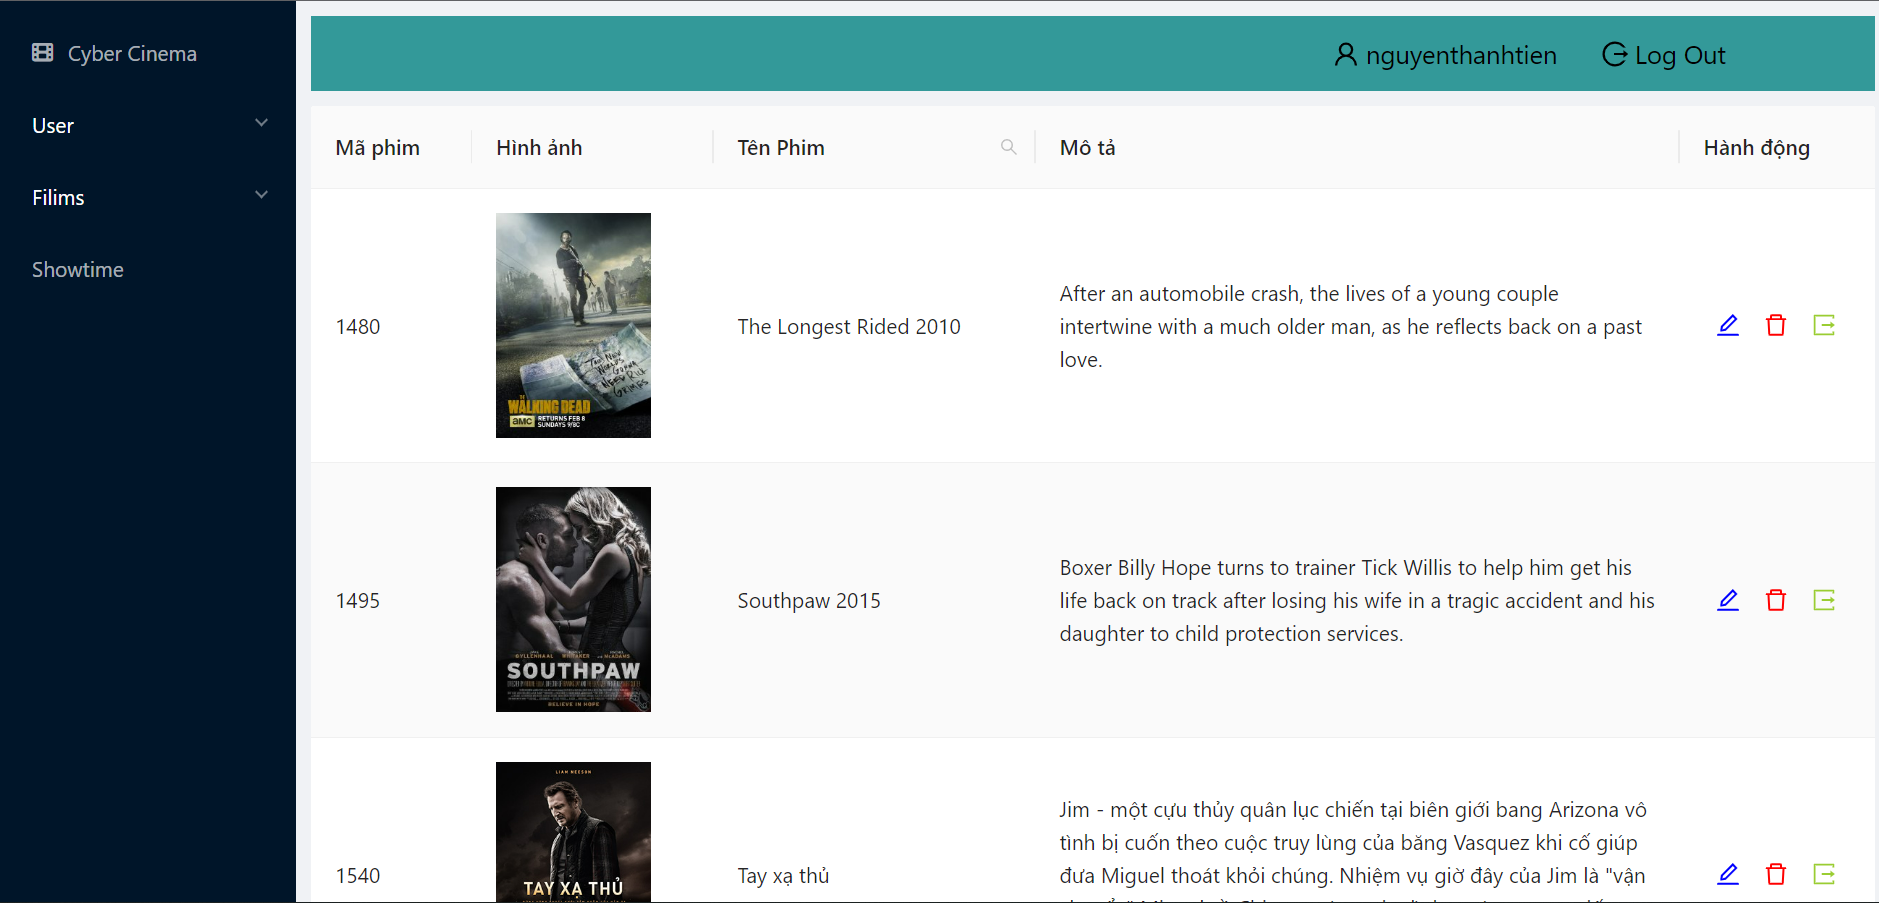 Cyber Cinema
User
Filims
Showtime
nguyenthanhtien
Log Out
Mã phim
Hình ảnh
Tên Phim
Mô tả
Hành động
1480
THE
WALKING DEAD
amc
RETURNS FEB 8
SUNDAYS 9/8C
The Longest Rided 2010
After an automobile crash, the lives of a young couple
intertwine with a much older man, as he reflects back on a past
love.
1495
GYLLENHAAL
WHITAKER
McADAMS
SOUTHPAW
BELIEVE IN HOPE
Southpaw 2015
Boxer Billy Hope turns to trainer Tick Willis to help him get his
life back on track after losing his wife in a tragic accident and his
daughter to child protection services.
1540
LIAM NEESON
TAY XẠ THỦ
Tay xạ thủ
Jim - một cựu thủy quân lục chiến tại biên giới bang Arizona vô
tình bị cuốn theo cuộc truy lùng của băng Vasquez khi cố giúp
đưa Miguel thoát khỏi chúng. Nhiệm vụ giờ đây của Jim là "vận